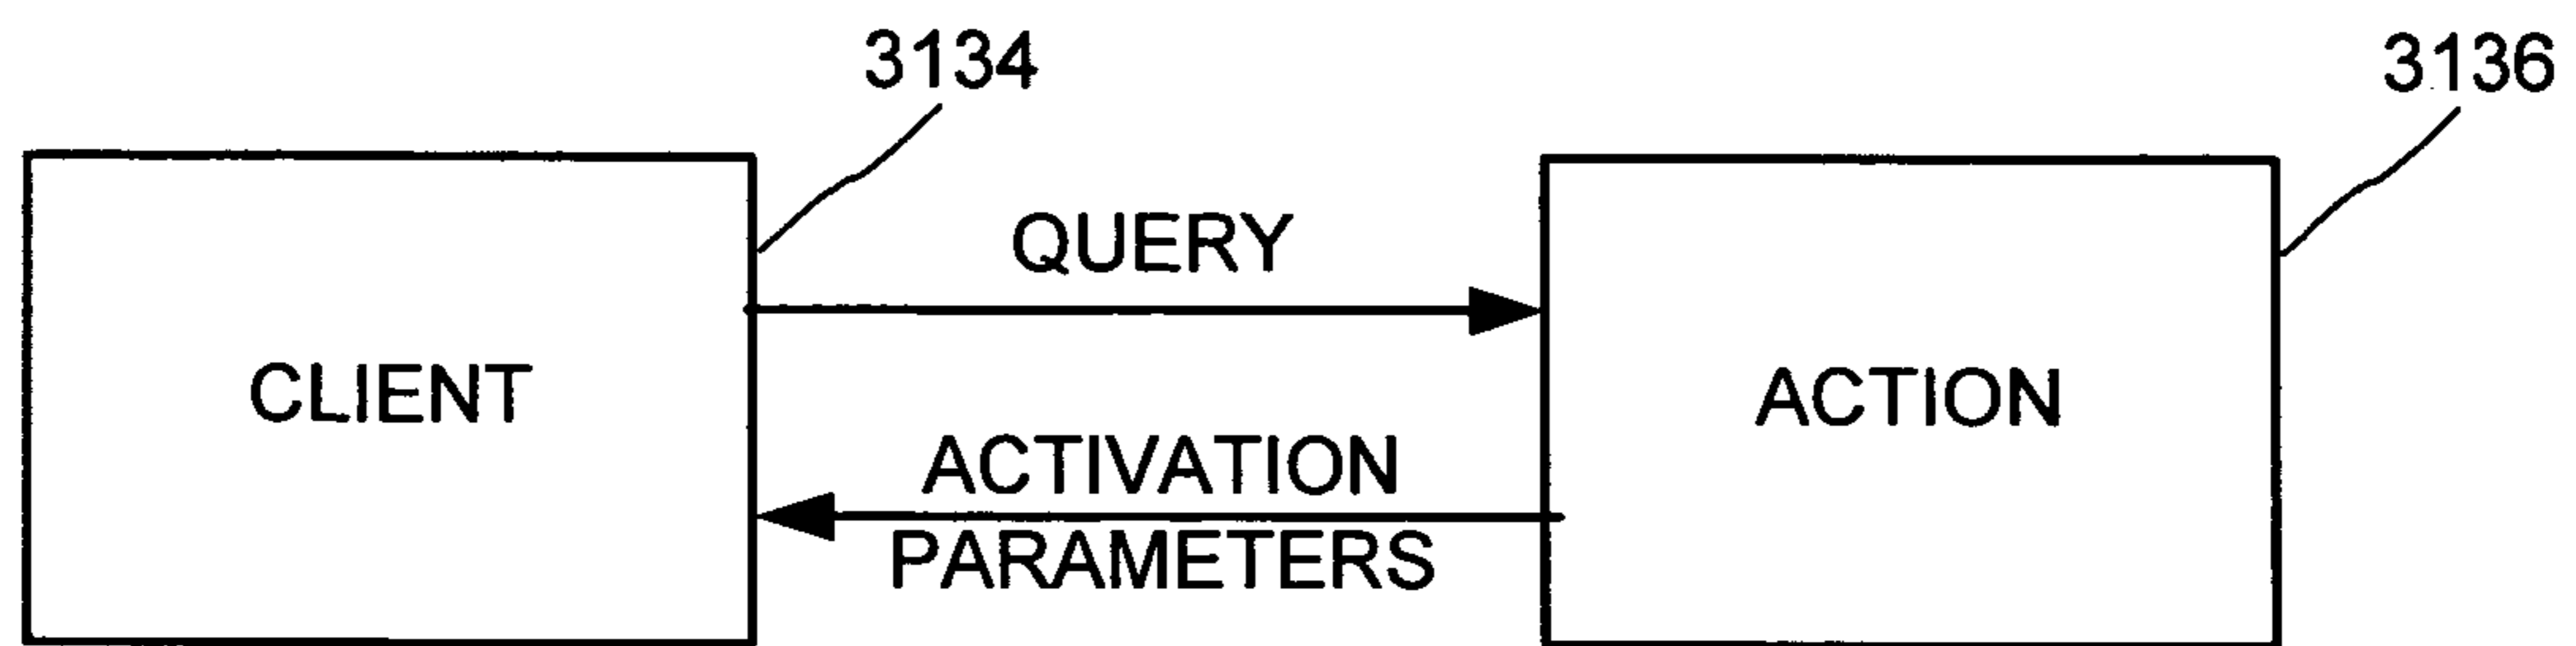 3134
3136
QUERY
CLIENT
ACTION
ACTIVATION
PARAMETERS